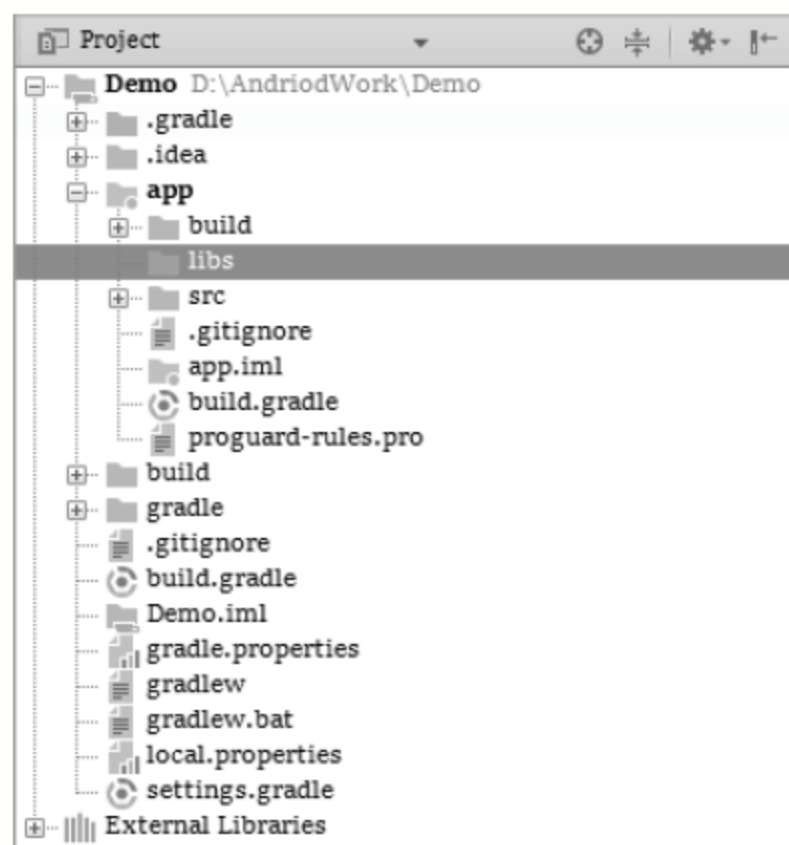 Project
Demo D:\AndriodWork\Demo
.gradle
.idea
app
build
libs
src
.gitignore
app.iml
build.gradle
proguard-rules.pro
build
gradle
.gitignore
build.gradle
Demo.iml
gradle.properties
gradlew
gradlew.bat
local.properties
settings.gradle
External Libraries